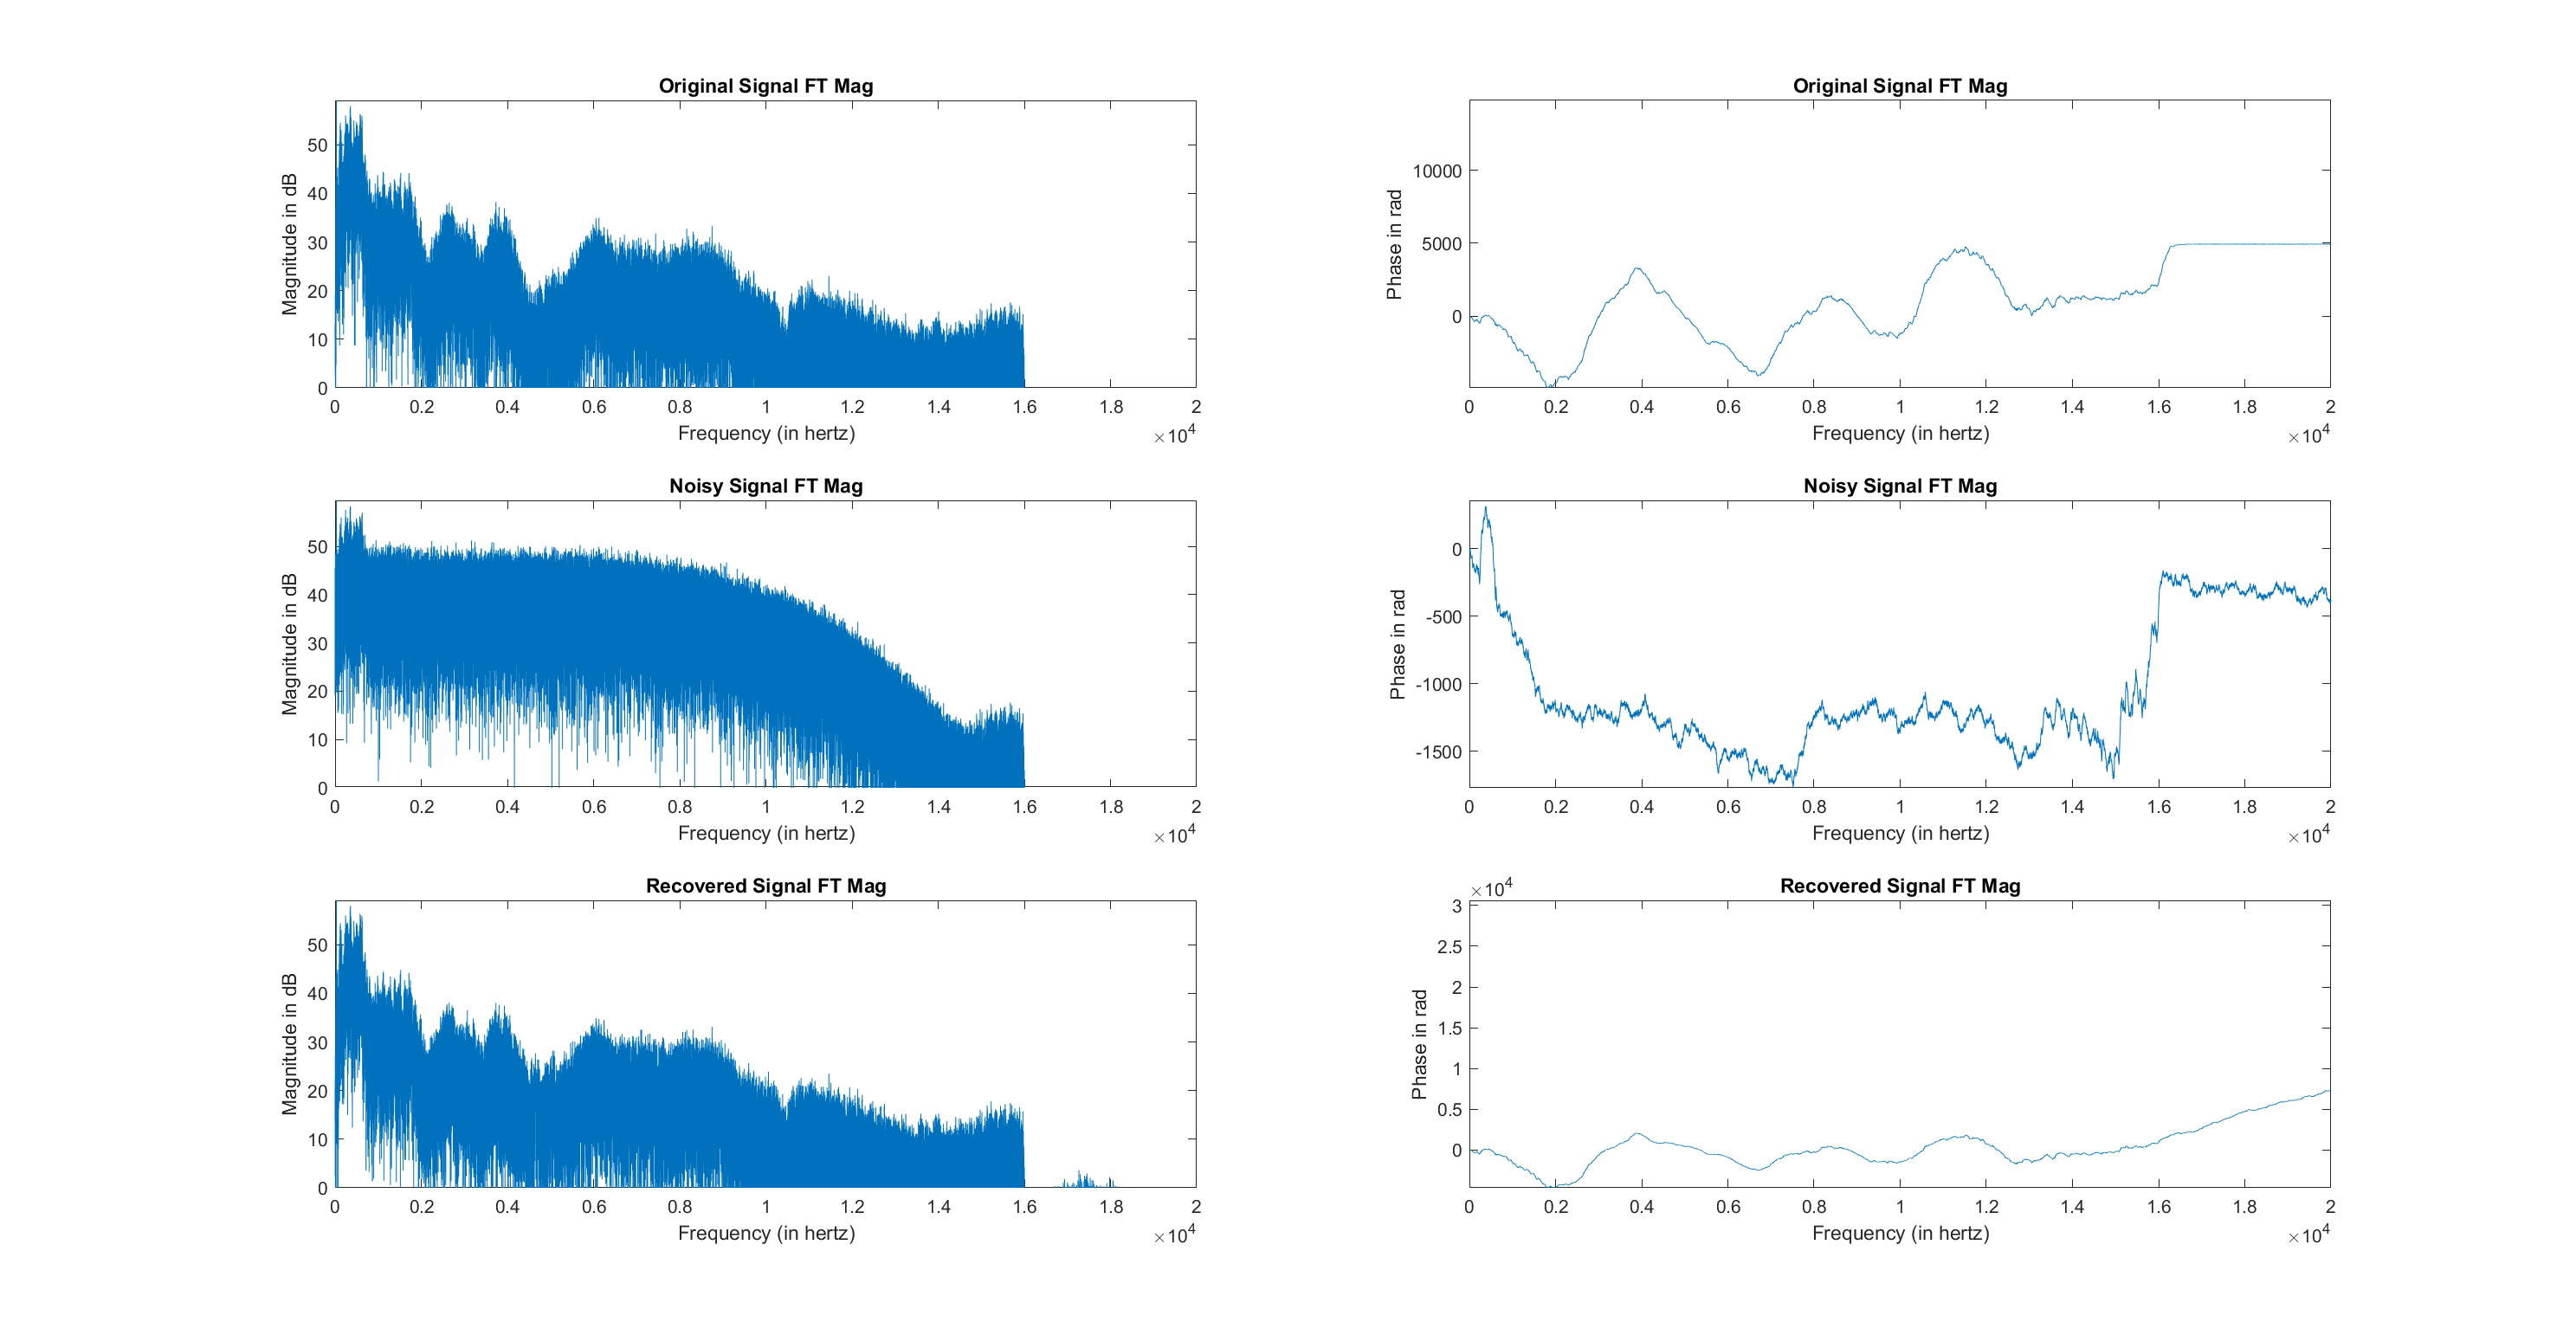 Original Signal FT Mag
Magnitude in dB
50
40
30
20
10
0
0 0.2 0.4 0.6 0.8 1 1.2 1.4 1.6 1.8 2
Frequency (in hertz)
×10^4
Original Signal FT Mag
Phase in rad
10000
5000
0
0 0.2 0.4 0.6 0.8 1 1.2 1.4 1.6 1.8 2
Frequency (in hertz)
×10^4
Noisy Signal FT Mag
Magnitude in dB
50
40
30
20
10
0
0 0.2 0.4 0.6 0.8 1 1.2 1.4 1.6 1.8 2
Frequency (in hertz)
×10^4
Noisy Signal FT Mag
Phase in rad
0
-500
-1000
-1500
0 0.2 0.4 0.6 0.8 1 1.2 1.4 1.6 1.8 2
Frequency (in hertz)
×10^4
Recovered Signal FT Mag
Magnitude in dB
50
40
30
20
10
0
0 0.2 0.4 0.6 0.8 1 1.2 1.4 1.6 1.8 2
Frequency (in hertz)
×10^4
Recovered Signal FT Mag
×10^4
Phase in rad
3
2.5
2
1.5
1
0.5
0
0 0.2 0.4 0.6 0.8 1 1.2 1.4 1.6 1.8 2
Frequency (in hertz)
×10^4